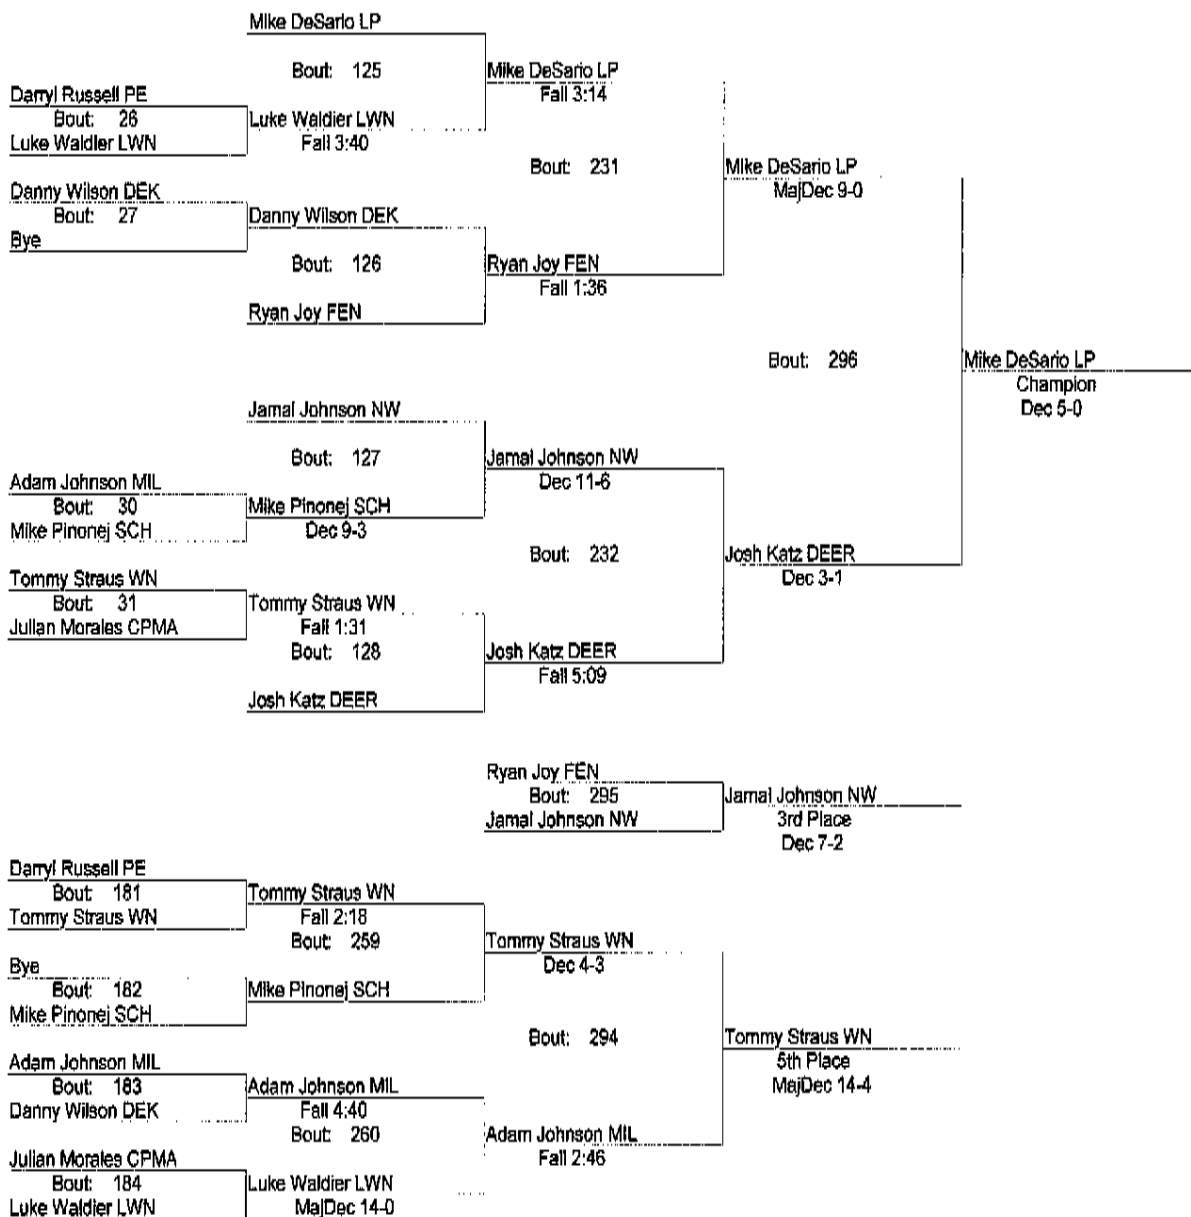 Mike DeSario LP
Bout: 125
Mike DeSario LP
Fall 3:14
Darryl Russell PE
Bout: 26
Luke Waldier LWN
Luke Waldier LWN
Fall 3:40
Bout: 231
Mike DeSario LP
MajDec 9-0
Danny Wilson DEK
Bout: 27
Bye
Danny Wilson DEK
Bout: 126
Ryan Joy FEN
Fall 1:36
Ryan Joy FEN
Bout: 296
Mike DeSario LP
Champion
Dec 5-0
Jamal Johnson NW
Bout: 127
Jamal Johnson NW
Dec 11-6
Adam Johnson MIL
Bout: 30
Mike Pinonej SCH
Mike Pinonej SCH
Dec 9-3
Bout: 232
Josh Katz DEER
Dec 3-1
Tommy Straus WN
Bout: 31
Julian Morales CPMA
Tommy Straus WN
Fall 1:31
Bout: 128
Josh Katz DEER
Fall 5:09
Josh Katz DEER
Ryan Joy FEN
Bout: 295
Jamal Johnson NW
Jamal Johnson NW
3rd Place
Dec 7-2
Darryl Russell PE
Bout: 181
Tommy Straus WN
Tommy Straus WN
Fall 2:18
Bout: 259
Tommy Straus WN
Dec 4-3
Bye
Bout: 182
Mike Pinonej SCH
Mike Pinonej SCH
Bout: 294
Tommy Straus WN
5th Place
MajDec 14-4
Adam Johnson MIL
Bout: 183
Danny Wilson DEK
Adam Johnson MIL
Fall 4:40
Bout: 260
Adam Johnson MIL
Fall 2:46
Julian Morales CPMA
Bout: 184
Luke Waldier LWN
Luke Waldier LWN
MajDec 14-0